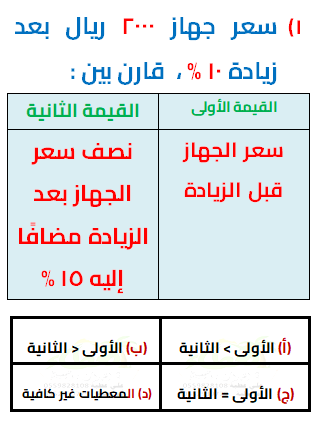 ١) سعر جهاز ٢٠٠٠ ريال بعد
زيادة ١٠ % ، قارن بين :
القيمة الأولى
القيمة الثانية
سعر الجهاز
قبل الزيادة
نصف سعر
الجهاز بعد
الزيادة مضافًا
إليه ١٥ %
(أ) الأولى > الثانية
(ب) الأولى < الثانية
(ج) الأولى = الثانية
(د) المعطيات غير كافية